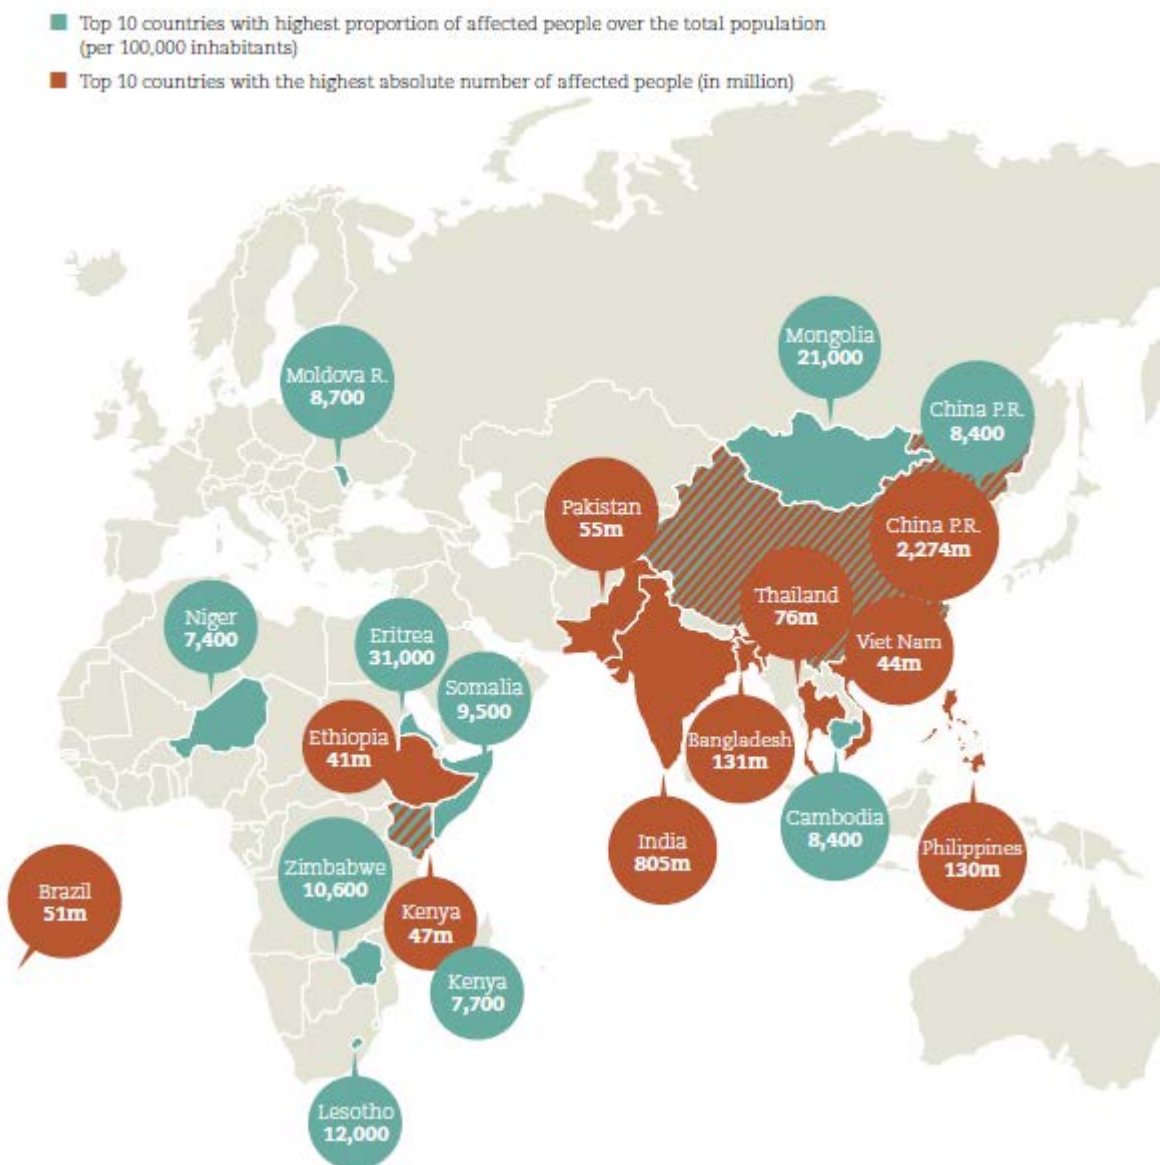 Top 10 countries with highest proportion of affected people over the total population
(per 100,000 inhabitants)
Top 10 countries with the highest absolute number of affected people (in million)
Mongolia
21,000
Moldova R.
8,700
China P.R.
8,400
Pakistan
55m
China P.R.
2,274m
Thailand
76m
Niger
7,400
Eritrea
31,000
Viet Nam
44m
Somalia
9,500
Ethiopia
41m
Bangladesh
131m
Cambodia
8,400
India
805m
Philippines
130m
Zimbabwe
10,600
Brazil
51m
Kenya
47m
Kenya
7,700
Lesotho
12,000